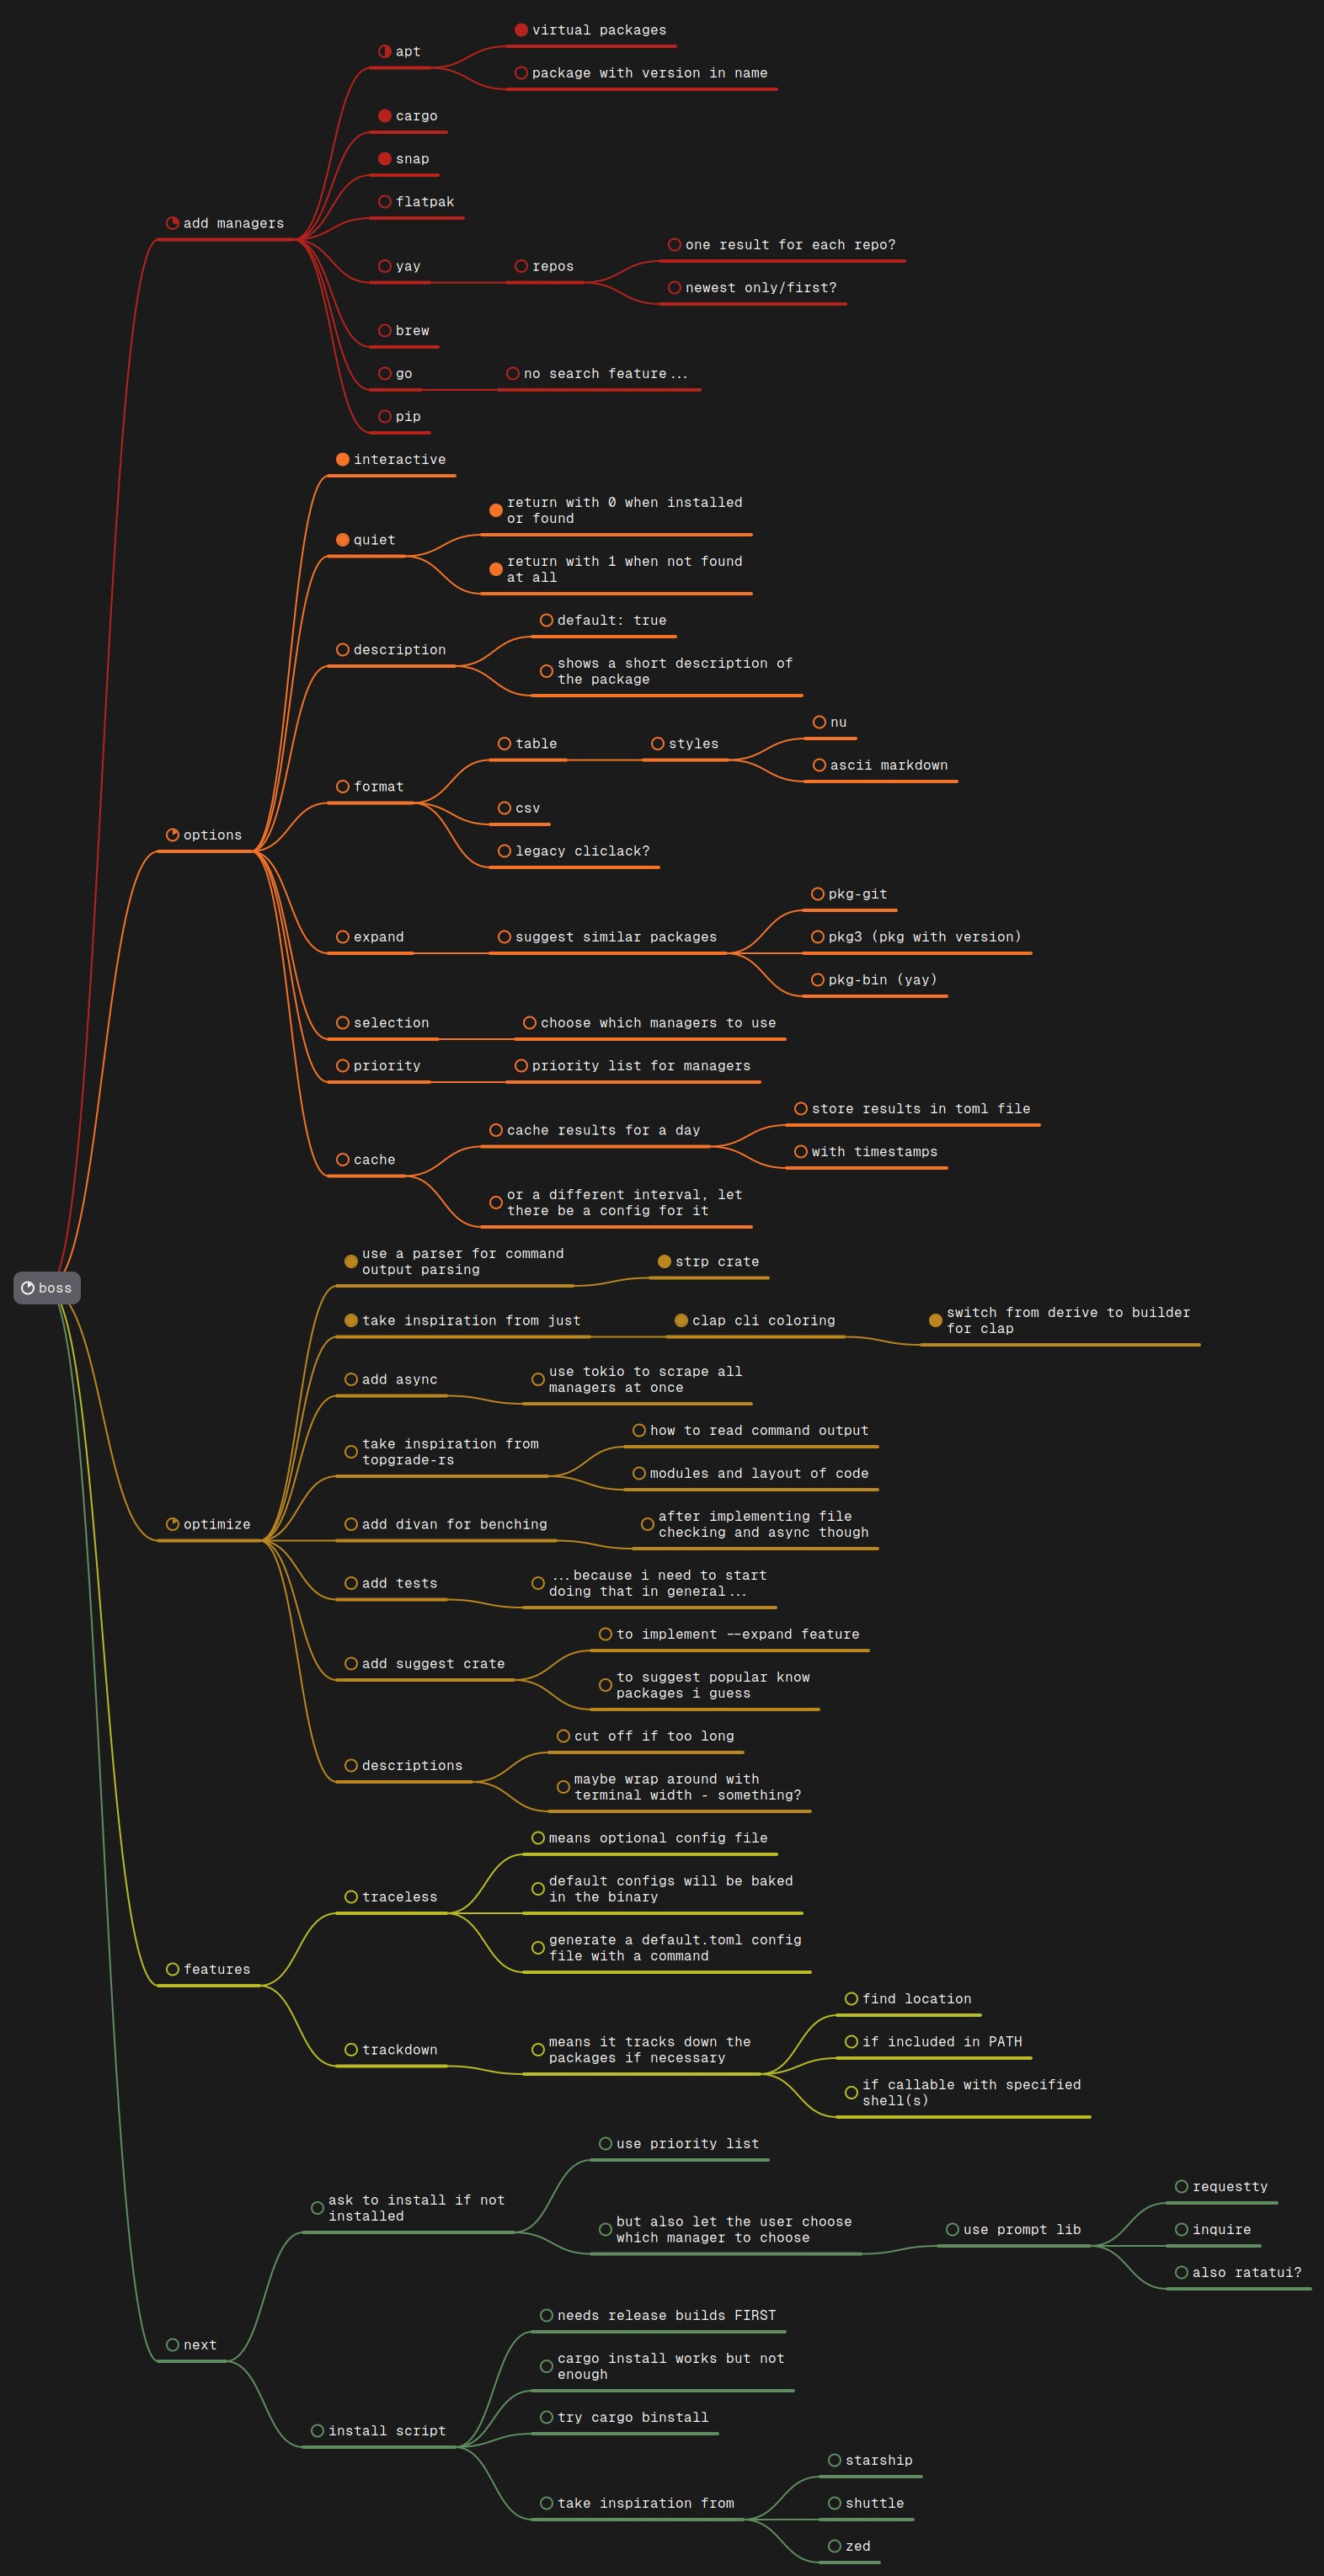 virtual packages
apt
package with version in name
cargo
snap
flatpak
add managers
one result for each repo?
yay
repos
newest only/first?
brew
go
no search feature...
pip
interactive
return with 0 when installed
or found
quiet
return with 1 when not found
at all
default: true
description
shows a short description of
the package
nu
table
styles
ascii markdown
format
csv
options
legacy cliclack?
pkg-git
expand
suggest similar packages
pkg3 (pkg with version)
pkg-bin (yay)
selection
choose which managers to use
priority
priority list for managers
store results in toml file
cache results for a day
with timestamps
cache
or a different interval, let
there be a config for it
use a parser for command
output parsing
strp crate
boss
take inspiration from just
clap cli coloring
switch from derive to builder
for clap
add async
use tokio to scrape all
managers at once
how to read command output
take inspiration from
topgrade-rs
modules and layout of code
optimize
add divan for benching
after implementing file
checking and async though
add tests
...because i need to start
doing that in general...
to implement --expand feature
add suggest crate
to suggest popular know
packages i guess
cut off if too long
descriptions
maybe wrap around with
terminal width - something?
means optional config file
traceless
default configs will be baked
in the binary
generate a default.toml config
file with a command
features
find location
trackdown
means it tracks down the
packages if necessary
if included in PATH
if callable with specified
shell(s)
use priority list
ask to install if not
installed
requestty
but also let the user choose
which manager to choose
use prompt lib
inquire
also ratatui?
needs release builds FIRST
next
cargo install works but not
enough
try cargo binstall
install script
starship
take inspiration from
shuttle
zed